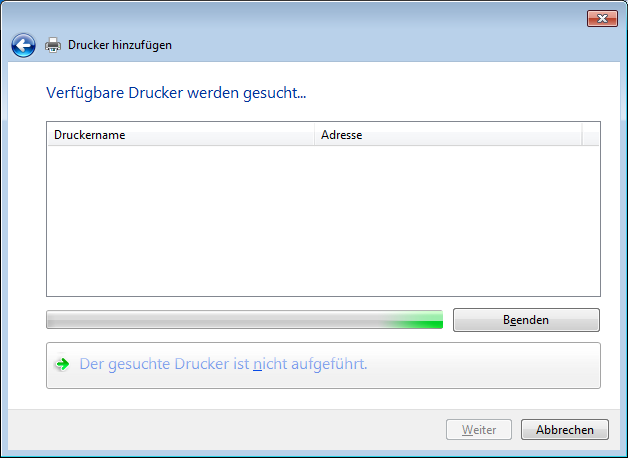 Drucker hinzufügen
Verfügbare Drucker werden gesucht...
Druckername Adresse
Beenden
Der gesuchte Drucker ist nicht aufgeführt.
Weiter Abbrechen